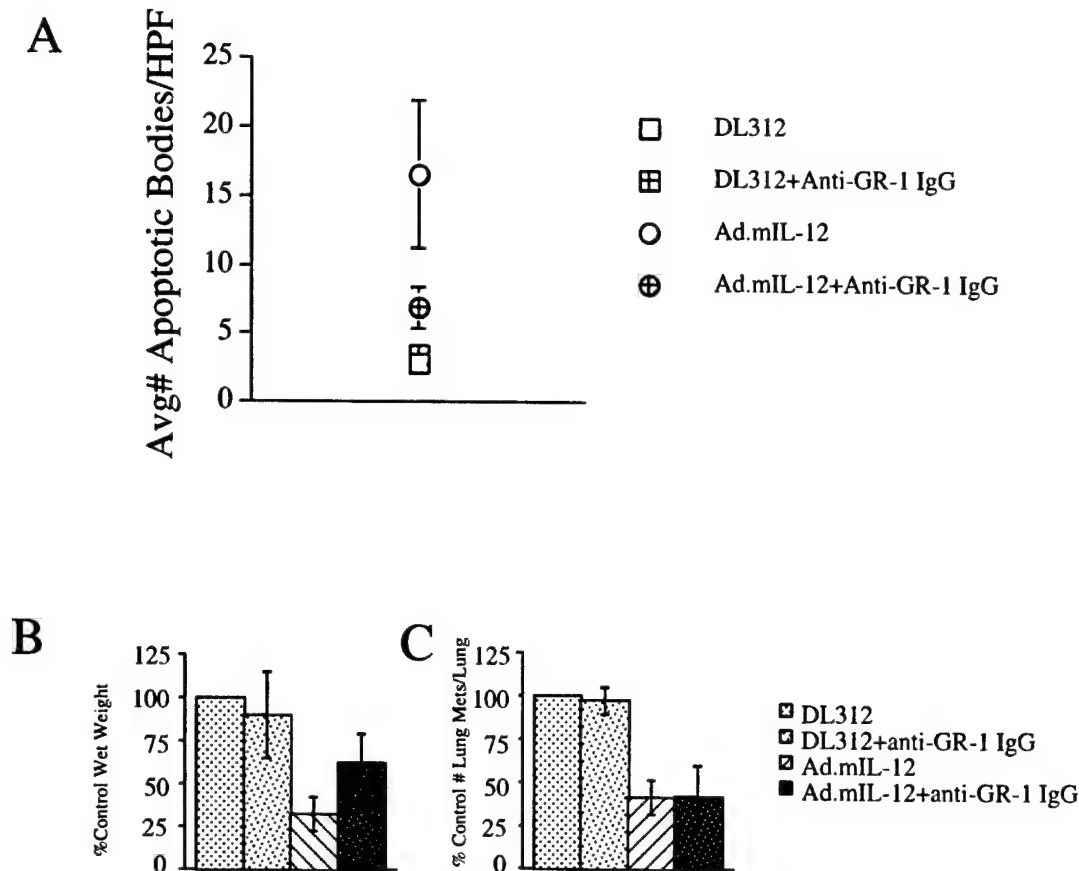 A
Avg# Apoptotic Bodies/HPF
25
20
15
10
5
0
DL312
DL312+Anti-GR-1 IgG
Ad.mIL-12
Ad.mIL-12+Anti-GR-1 IgG
B
%Control Wet Weight
125
100
75
50
25
0
C
% Control # Lung Mets/Lung
125
100
75
50
25
0
DL312
DL312+anti-GR-1 IgG
Ad.mIL-12
Ad.mIL-12+anti-GR-1 IgG